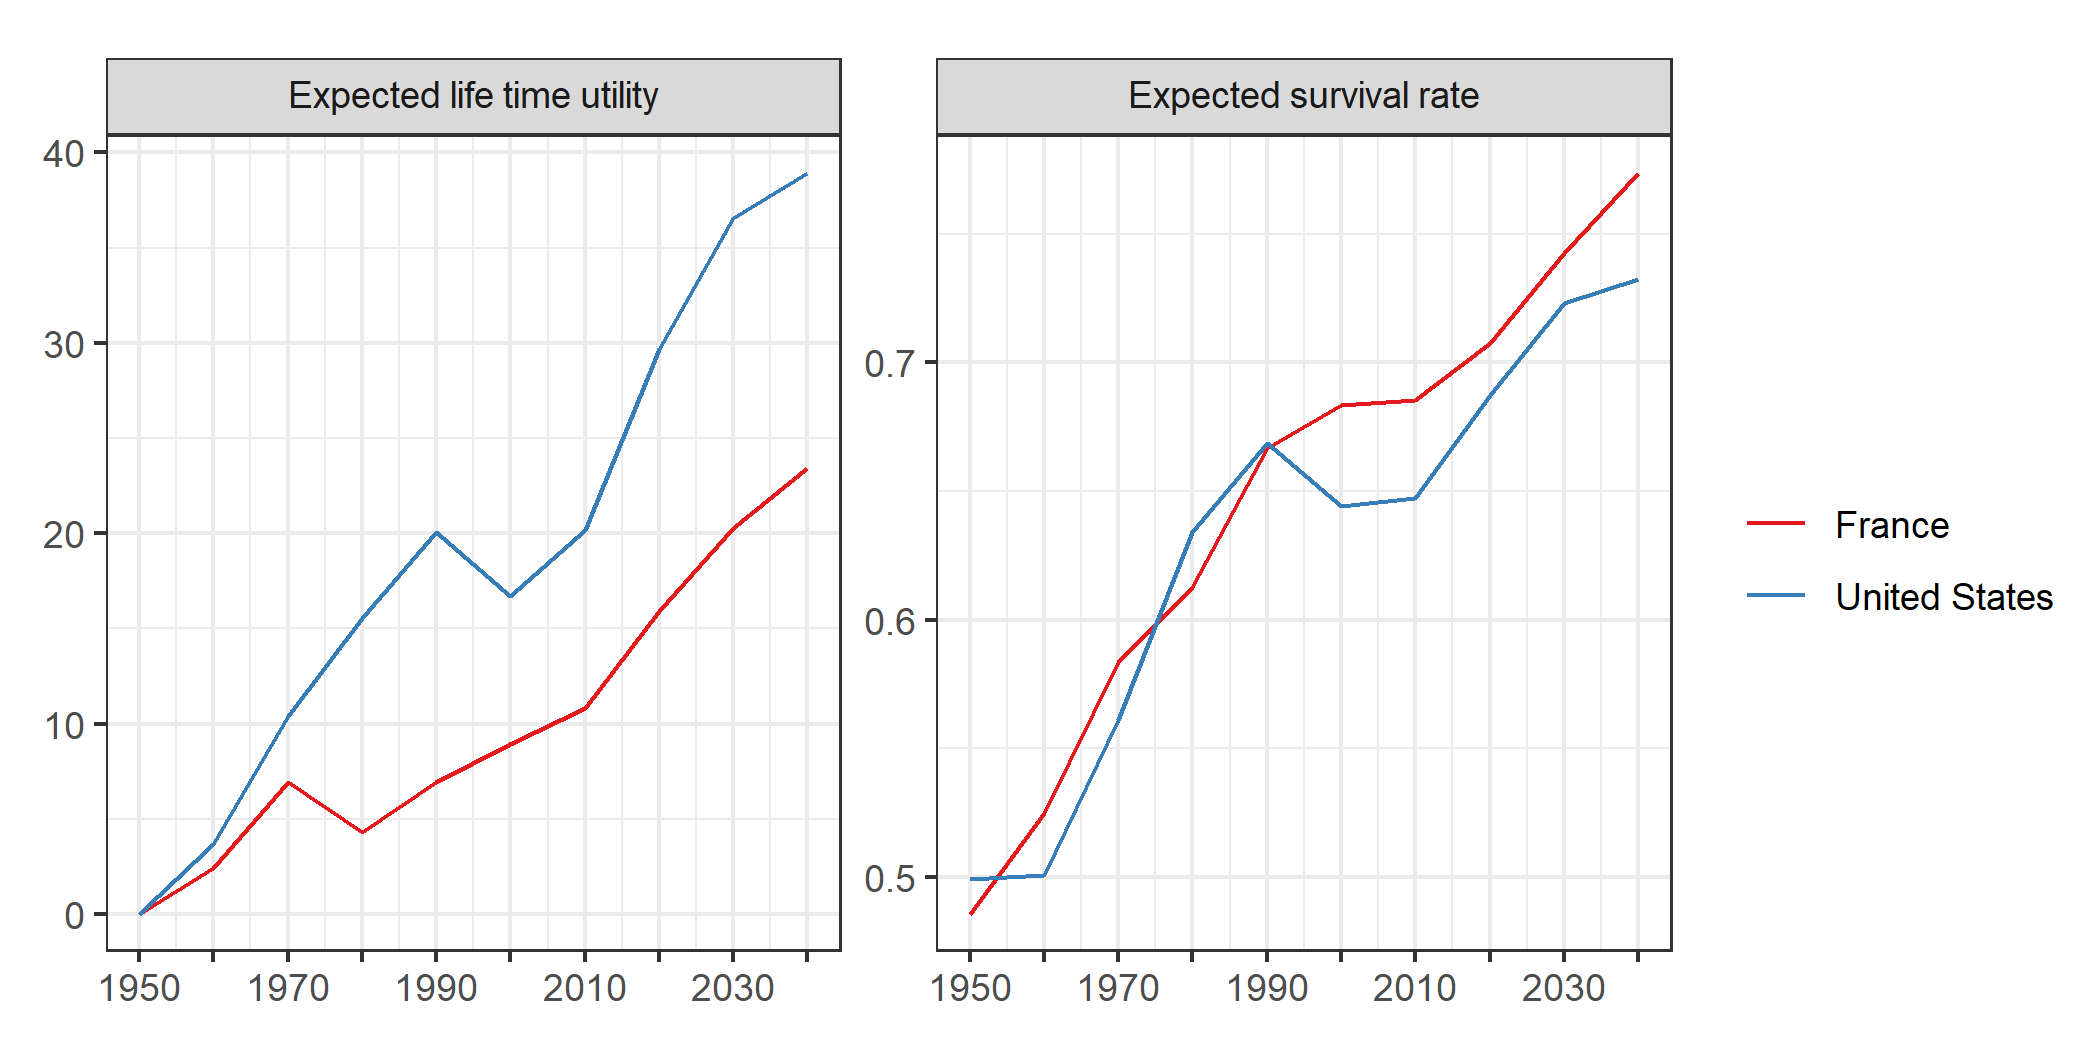 Expected life time utility
Expected survival rate
40
30
20
10
0
0.7
0.6
0.5
1950 1970 1990 2010 2030
1950 1970 1990 2010 2030
France
United States